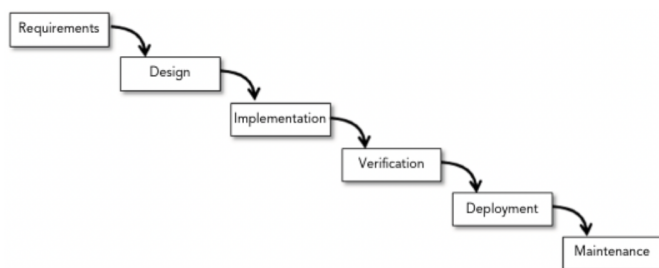 Requirements
Design
Implementation
Verification
Deployment
Maintenance